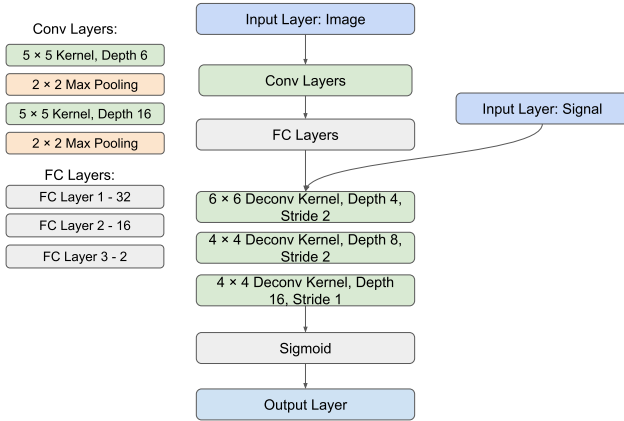 Conv Layers:
5 × 5 Kernel, Depth 6
2 × 2 Max Pooling
5 × 5 Kernel, Depth 16
2 × 2 Max Pooling
FC Layers:
FC Layer 1 - 32
FC Layer 2 - 16
FC Layer 3 - 2
Input Layer: Image
Conv Layers
FC Layers
Input Layer: Signal
6 × 6 Deconv Kernel, Depth 4,
Stride 2
4 × 4 Deconv Kernel, Depth 8,
Stride 2
4 × 4 Deconv Kernel, Depth
16, Stride 1
Sigmoid
Output Layer